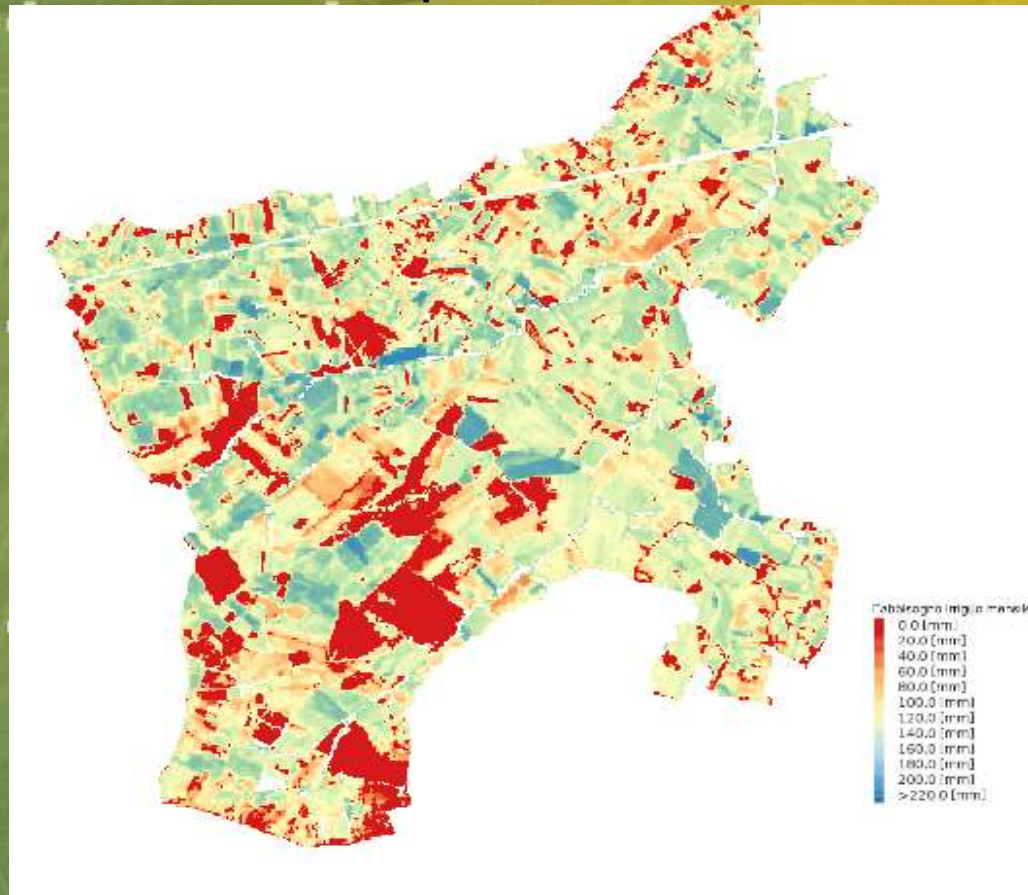 Fabbisogno irriguo mensile
0.0 [mm]
20.0 [mm]
40.0 [mm]
60.0 [mm]
80.0 [mm]
100.0 [mm]
120.0 [mm]
140.0 [mm]
160.0 [mm]
180.0 [mm]
200.0 [mm]
>220.0 [mm]